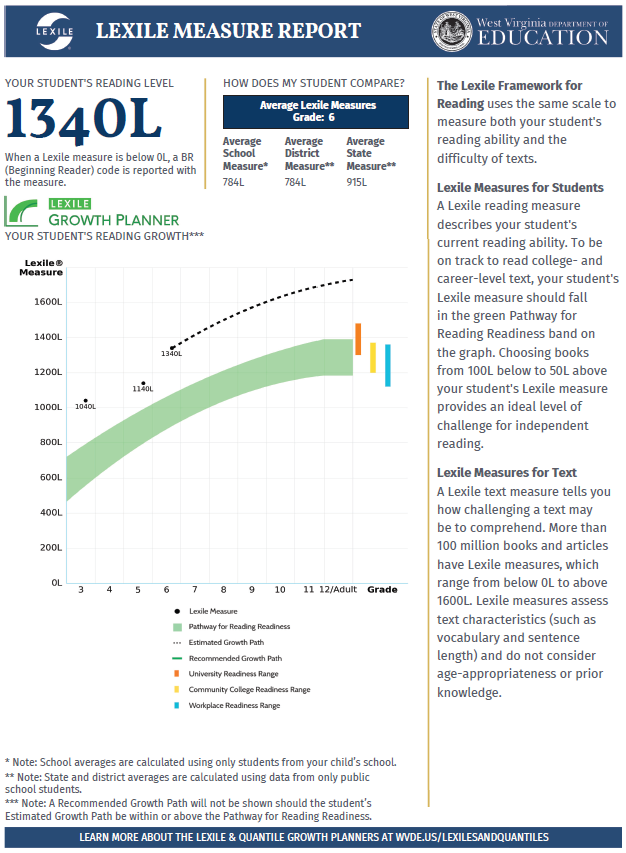 LEXILE
LEXILE MEASURE REPORT
West Virginia DEPARTMENT OF
EDUCATION
YOUR STUDENT'S READING LEVEL
1340L
When a Lexile measure is below 0L, a BR
(Beginning Reader) code is reported with
the measure.
HOW DOES MY STUDENT COMPARE?
Average Lexile Measures
Grade: 6
Average School Measure*
784L
Average District Measure**
784L
Average State Measure**
915L
LEXILE
GROWTH PLANNER
YOUR STUDENT'S READING GROWTH***
Lexile®
Measure
1600L
1400L
1200L
1000L
800L
600L
400L
200L
0L
1040L
1140L
1340L
3 4 5 6 7 8 9 10 11 12/Adult Grade
Lexile Measure
Pathway for Reading Readiness
Estimated Growth Path
Recommended Growth Path
University Readiness Range
Community College Readiness Range
Workplace Readiness Range
* Note: School averages are calculated using only students from your child's school.
** Note: State and district averages are calculated using data from only public
school students.
*** Note: A Recommended Growth Path will not be shown should the student's
Estimated Growth Path be within or above the Pathway for Reading Readiness.
The Lexile Framework for
Reading uses the same scale to
measure both your student's
reading ability and the
difficulty of texts.
Lexile Measures for Students
A Lexile reading measure
describes your student's
current reading ability. To be
on track to read college- and
career-level text, your student's
Lexile measure should fall
in the green Pathway for
Reading Readiness band on
the graph. Choosing books
from 100L below to 50L above
your student's Lexile measure
provides an ideal level of
challenge for independent
reading.
Lexile Measures for Text
A Lexile text measure tells you
how challenging a text may
be to comprehend. More than
100 million books and articles
have Lexile measures, which
range from below 0L to above
1600L. Lexile measures assess
text characteristics (such as
vocabulary and sentence
length) and do not consider
age-appropriateness or prior
knowledge.
LEARN MORE ABOUT THE LEXILE & QUANTILE GROWTH PLANNERS AT WVDE.US/LEXILESANDQUANTILES